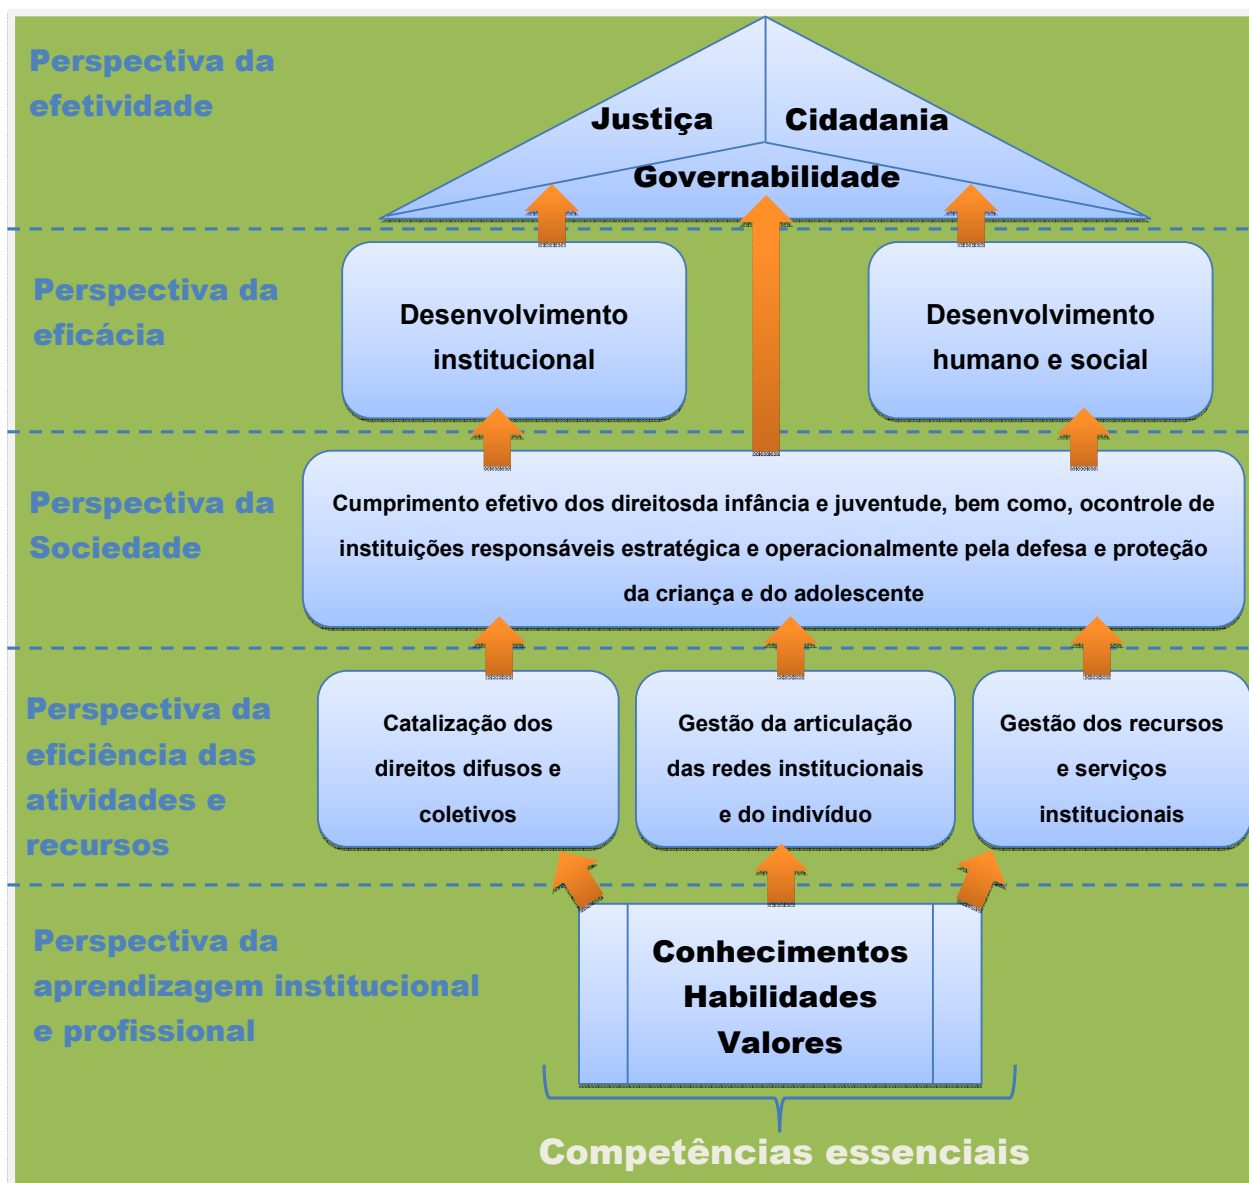 Perspectiva da
efetividade
Justiça
Cidadania
Governabilidade
Perspectiva da
eficácia
Desenvolvimento
institucional
Desenvolvimento
humano e social
Perspectiva da
Sociedade
Cumprimento efetivo dos direitosda infância e juventude, bem como, ocontrole de
instituições responsáveis estratégica e operacionalmente pela defesa e proteção
da criança e do adolescente
Perspectiva da
eficiência das
atividades e
recursos
Catalização dos
direitos difusos e
coletivos
Gestão da articulação
das redes institucionais
e do indivíduo
Gestão dos recursos
e serviços
institucionais
Perspectiva da
aprendizagem institucional
e profissional
Conhecimentos
Habilidades
Valores
Competências essenciais